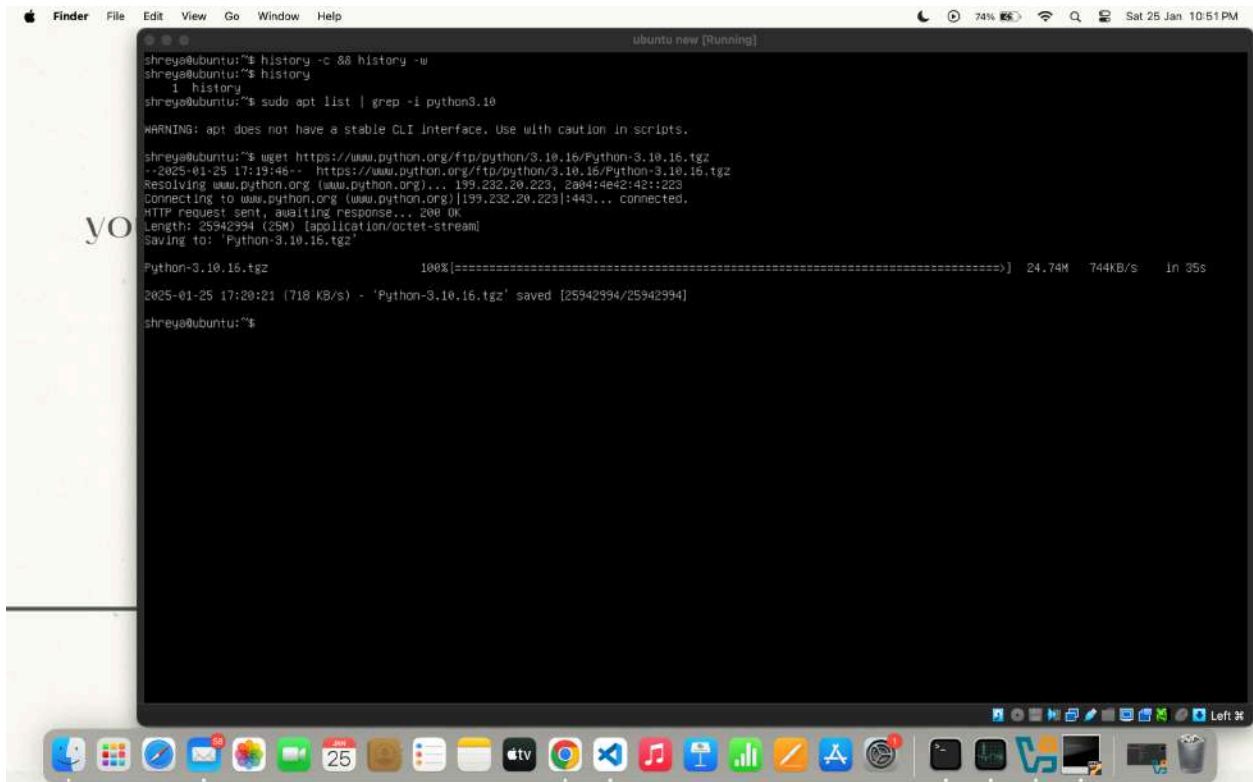 Finder File Edit View Go Window Help 74% Sat 25 Jan 10:51 PM
ubuntu new [Running]
shreya@ubuntu:~$ history -c && history -w
shreya@ubuntu:~$ history
1 history
shreya@ubuntu:~$ sudo apt list | grep -i python3.10
WARNING: apt does not have a stable CLI interface. Use with caution in scripts.
shreya@ubuntu:~$ wget https://www.python.org/ftp/python/3.10.16/Python-3.10.16.tgz
--2025-01-25 17:19:46-- https://www.python.org/ftp/python/3.10.16/Python-3.10.16.tgz
Resolving www.python.org (www.python.org)... 199.232.20.223, 2a04:4e42:42::223
Connecting to www.python.org (www.python.org)|199.232.20.223|:443... connected.
HTTP request sent, awaiting response... 200 OK
Length: 25942994 (25M) [application/octet-stream]
Saving to: 'Python-3.10.16.tgz'
yo
Python-3.10.16.tgz 100%[==============================================================================>] 24.74M 744KB/s in 35s
2025-01-25 17:20:21 (718 KB/s) - 'Python-3.10.16.tgz' saved [25942994/25942994]
shreya@ubuntu:~$
Left ⌘
58 JAN 25 tv 1